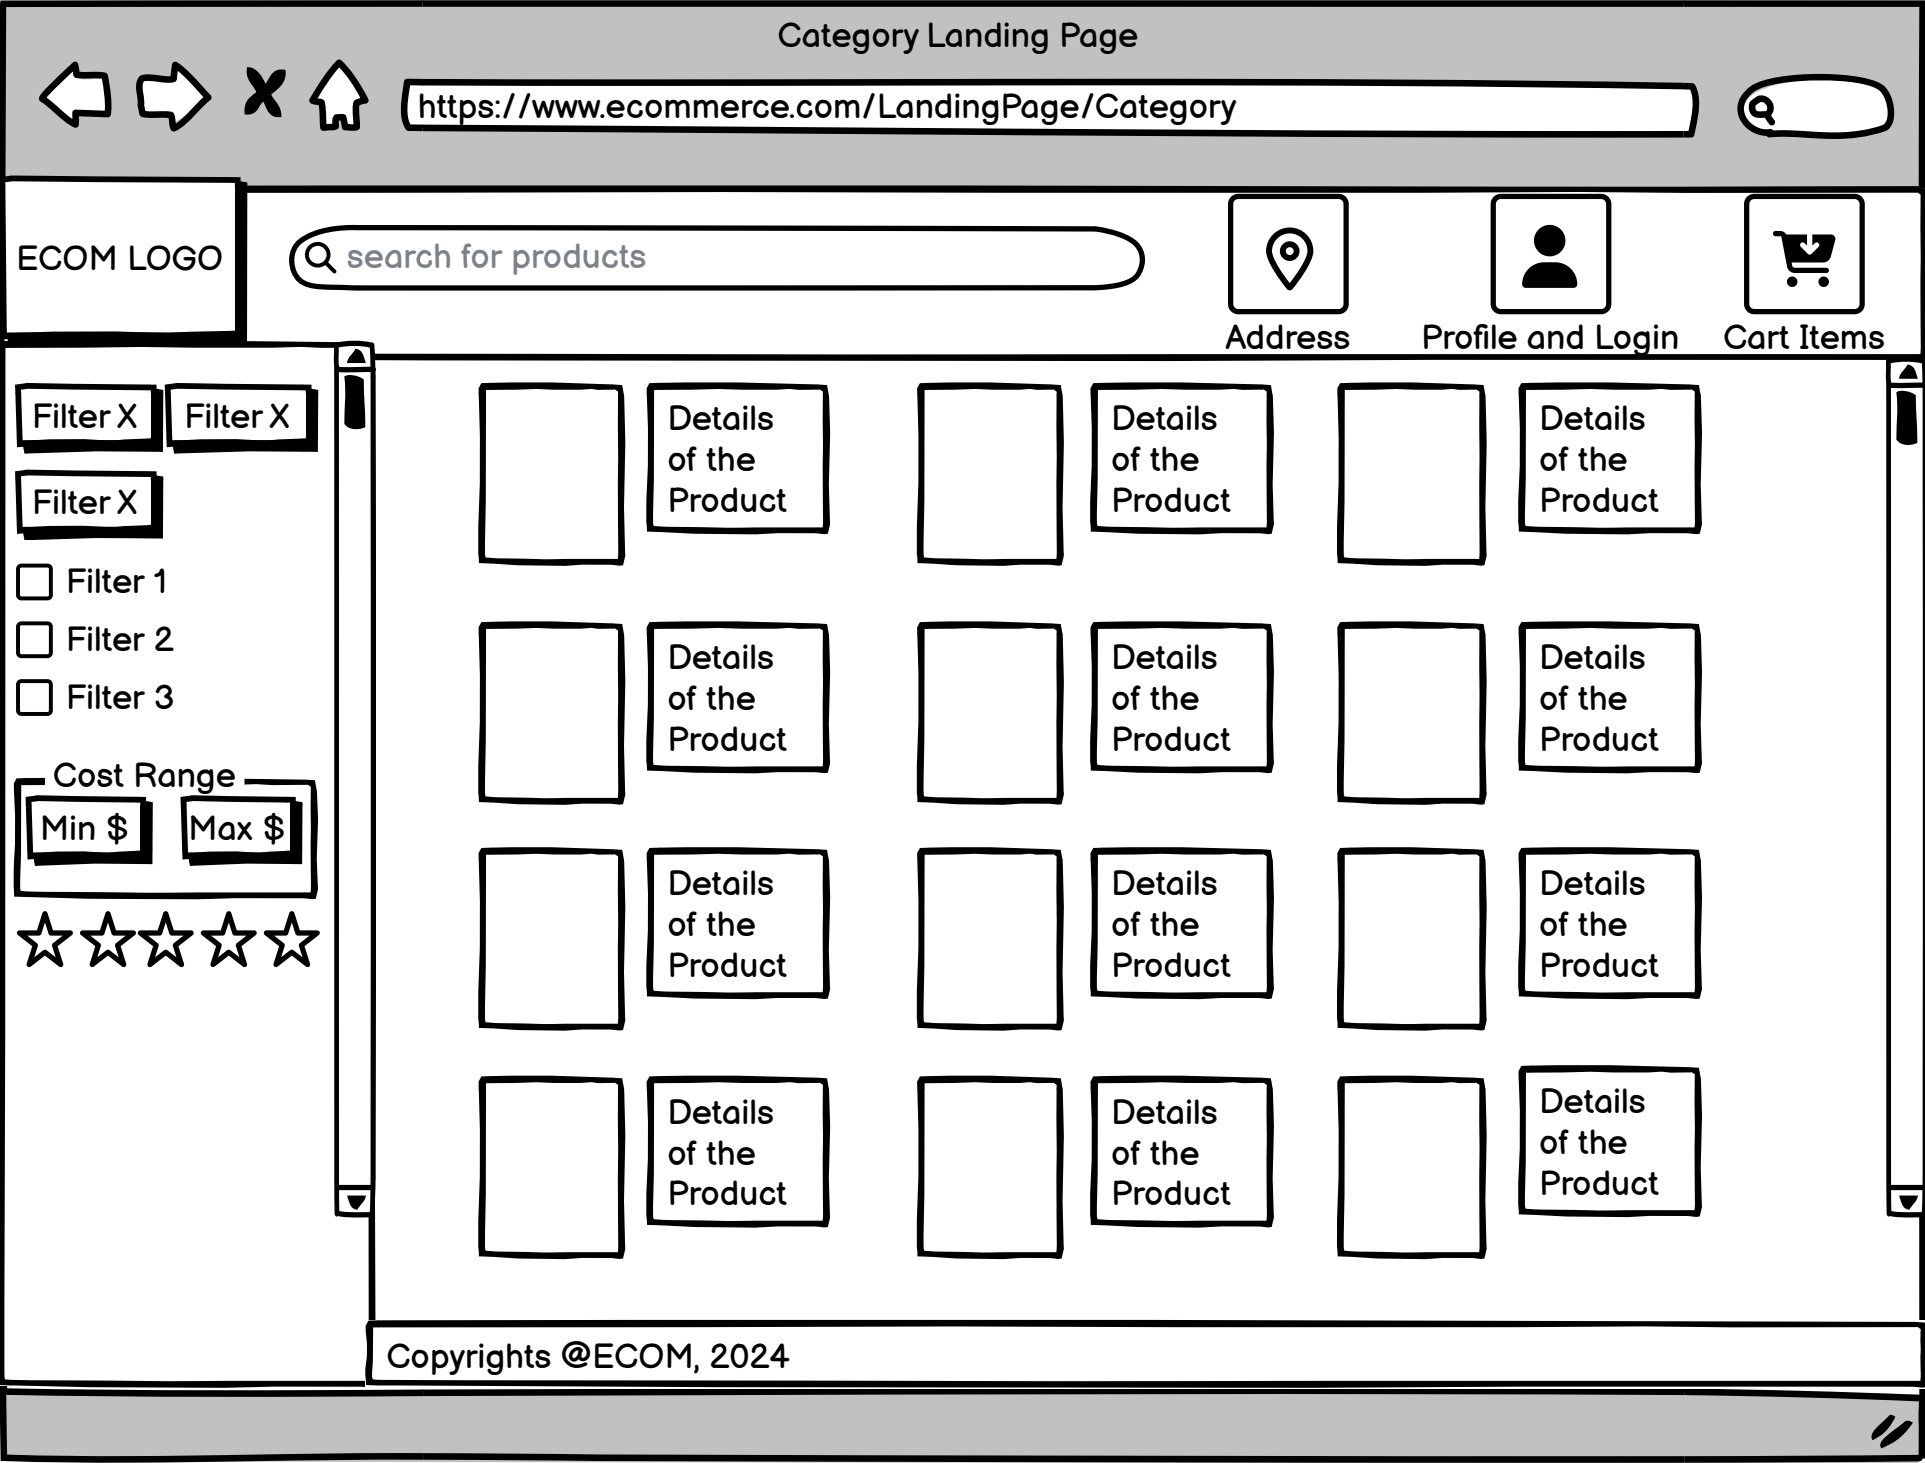 Category Landing Page
https://www.ecommerce.com/LandingPage/Category
ECOM LOGO
search for products
Address
Profile and Login
Cart Items
Filter X
Filter X
Filter X
Filter 1
Filter 2
Filter 3
Cost Range
Min $
Max $
Details
of the
Product
Details
of the
Product
Details
of the
Product
Details
of the
Product
Details
of the
Product
Details
of the
Product
Details
of the
Product
Details
of the
Product
Details
of the
Product
Details
of the
Product
Details
of the
Product
Details
of the
Product
Copyrights @ECOM, 2024